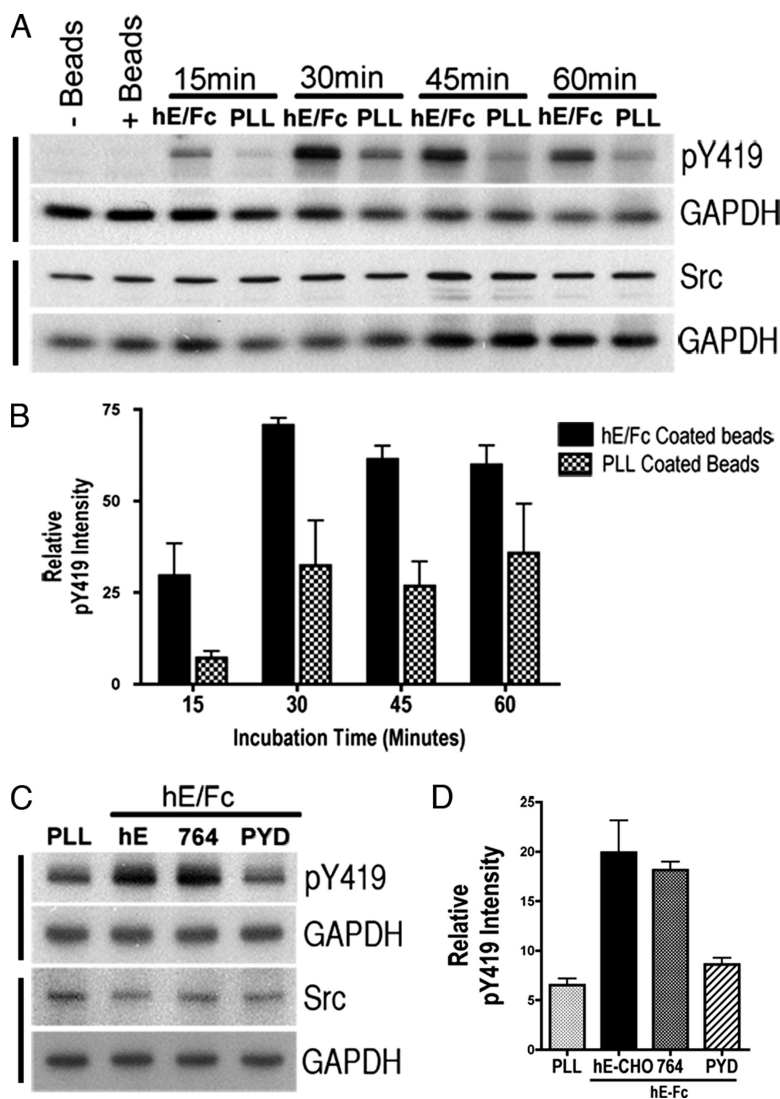 A
- Beads
+ Beads
15min 30min 45min 60min
hE/Fc PLL hE/Fc PLL hE/Fc PLL hE/Fc PLL
pY419
GAPDH
Src
GAPDH
B
75
50
25
0
Relative
pY419 Intensity
15 30 45 60
Incubation Time (Minutes)
hE/Fc Coated beads
PLL Coated Beads
C
hE/Fc
PLL hE 764 PYD
pY419
GAPDH
Src
GAPDH
D
25
20
15
10
5
0
Relative
pY419 Intensity
PLL hE-CHO 764 PYD
hE-Fc